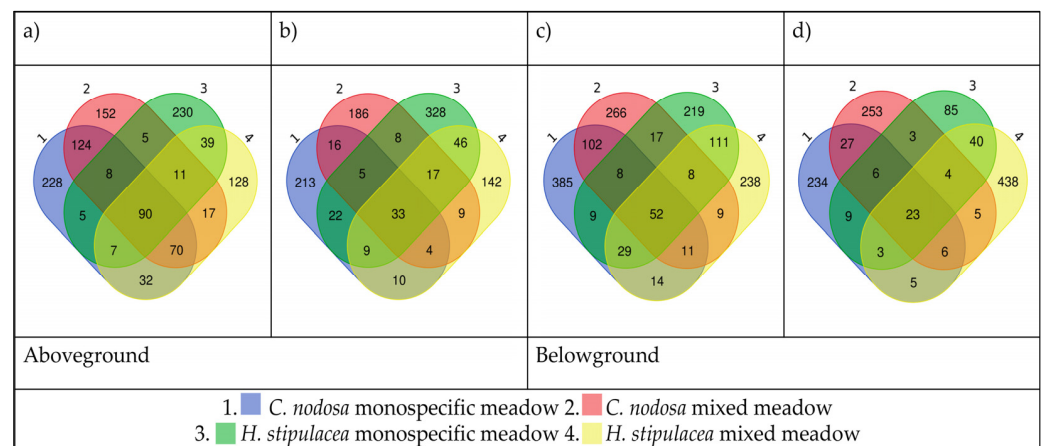 a) b) c) d)
2 3 2 3 2 3 2 3
1 4 1 4 1 4 1 4
152 230 186 328 266 219 253 85
5 8 17 3
124 39 16 46 102 111 27 40
8 11 5 17 8 8 6 4
228 128 213 142 385 238 234 438
5 90 17 22 33 9 9 52 9 9 23 5
7 70 9 4 29 11 3 6
32 10 14 5
Aboveground Belowground
1. C. nodosa monospecific meadow 2. C. nodosa mixed meadow
3. H. stipulacea monospecific meadow 4. H. stipulacea mixed meadow